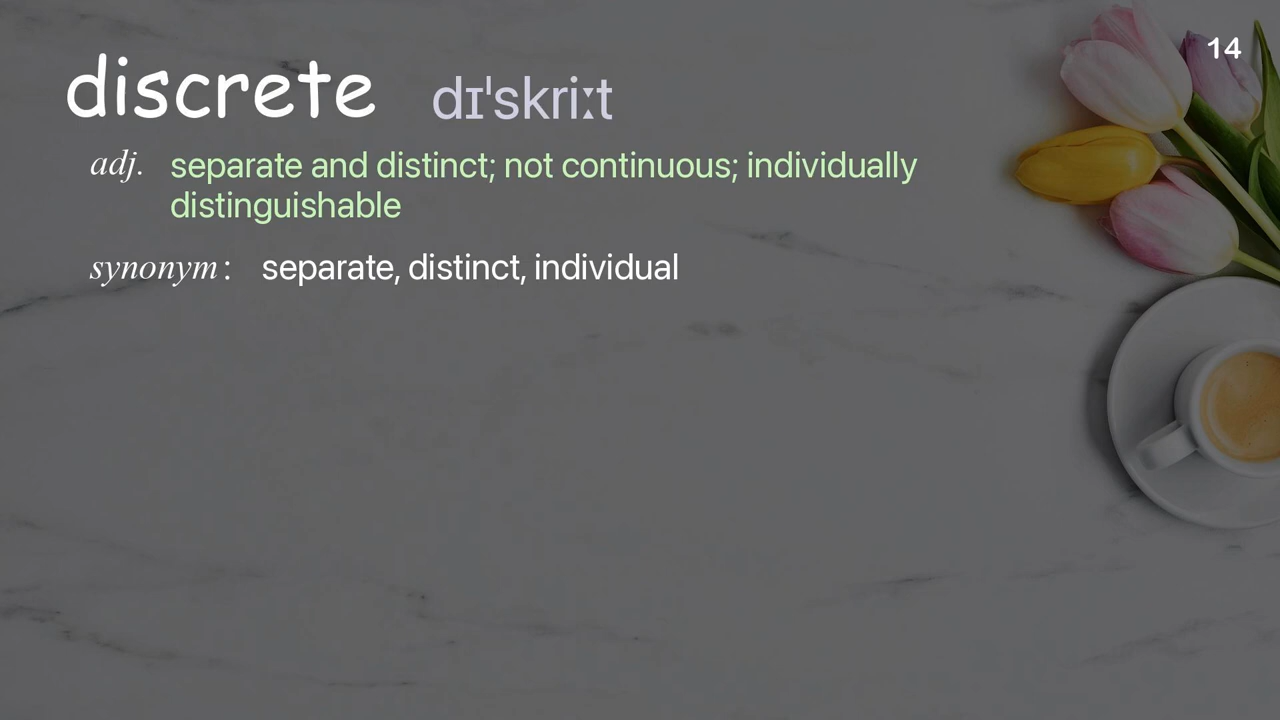 14
discrete dɪˈskriːt
adj. separate and distinct; not continuous; individually
distinguishable
synonym : separate, distinct, individual